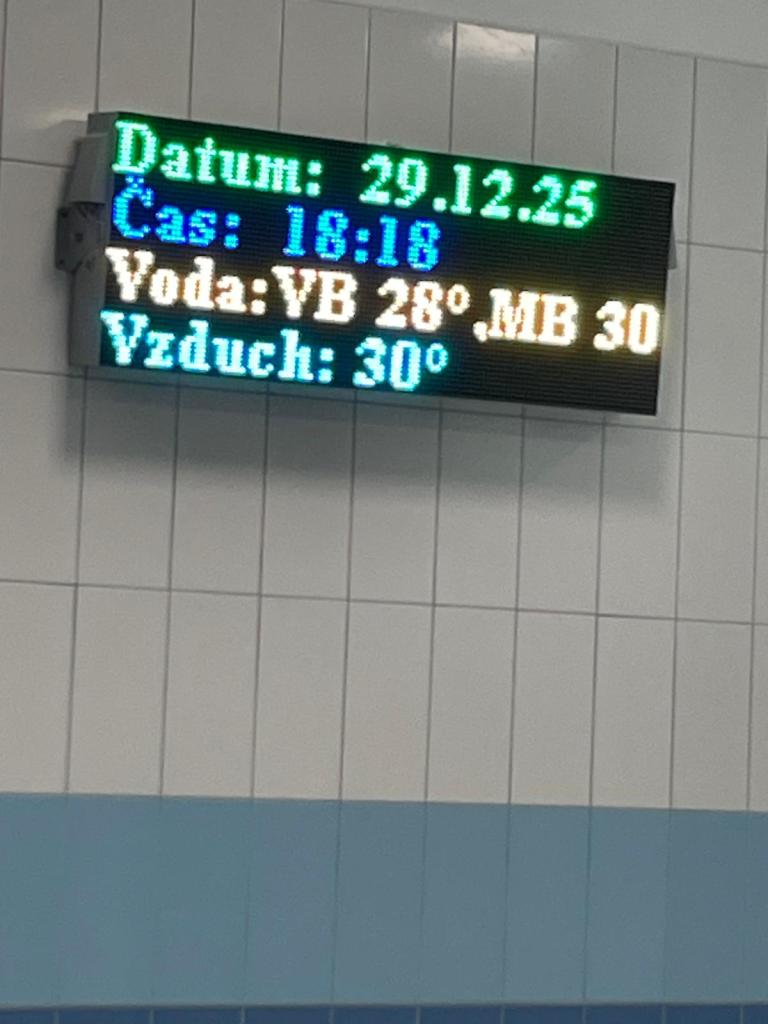 Datum: 29.12.25
Čas: 18:18
Voda:VB 28°,MB 30
Vzduch: 30°